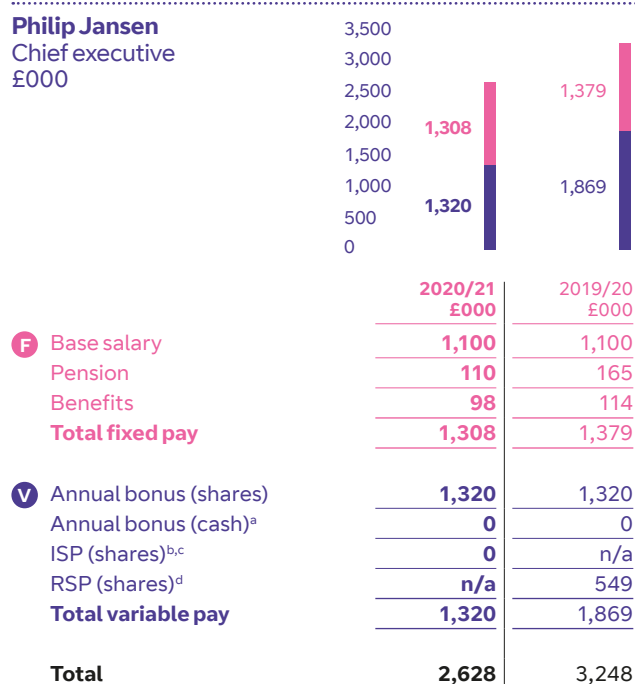 Philip Jansen
Chief executive
£000
3,500
3,000
2,500
2,000
1,500
1,000
500
0
1,308
1,320
1,379
1,869
2020/21 2019/20
£000 £000
F Base salary 1,100 1,100
Pension 110 165
Benefits 98 114
Total fixed pay 1,308 1,379
V Annual bonus (shares) 1,320 1,320
Annual bonus (cash)a 0 0
ISP (shares)b,c 0 n/a
RSP (shares)d n/a 549
Total variable pay 1,320 1,869
Total 2,628 3,248